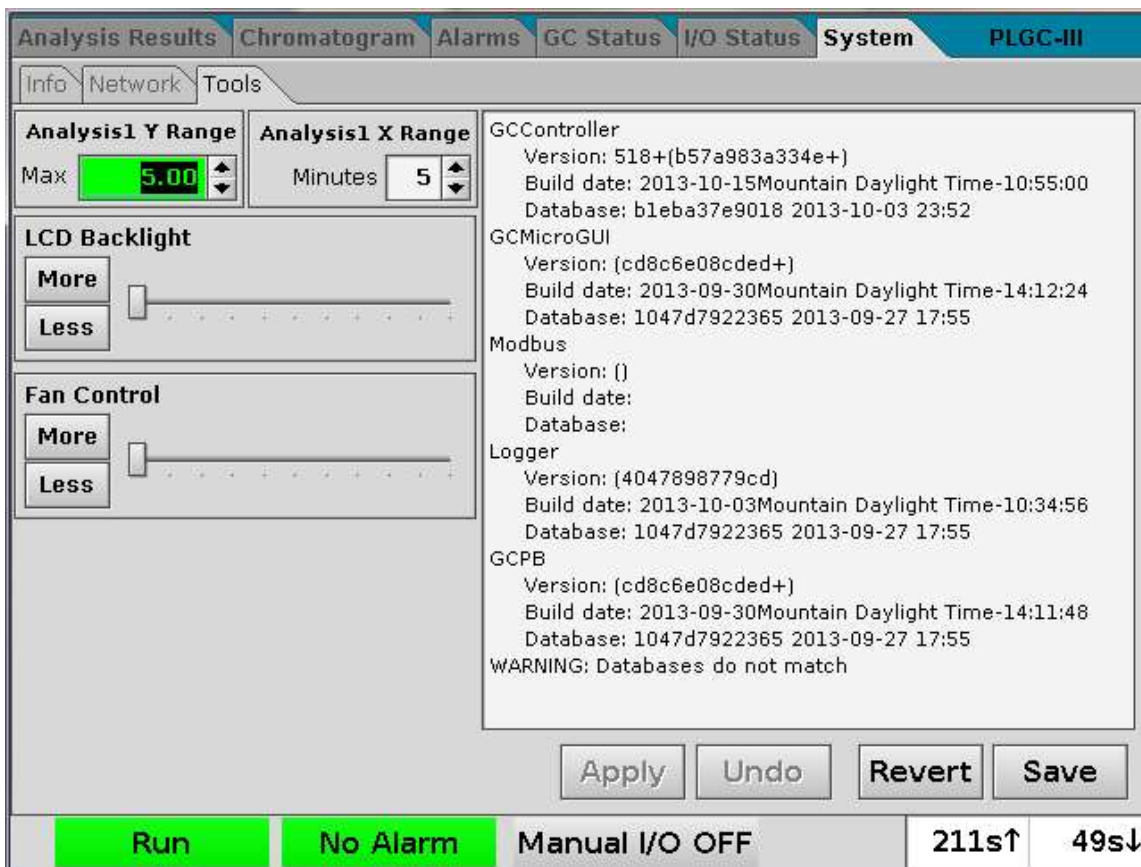 Analysis Results Chromatogram Alarms GC Status I/O Status System PLGC-III
Info Network Tools
Analysis1 Y Range
Max 5.00
Analysis1 X Range
Minutes 5
LCD Backlight
More
Less
Fan Control
More
Less
GCController
Version: 518+(b57a983a334e+)
Build date: 2013-10-15Mountain Daylight Time-10:55:00
Database: b1eba37e9018 2013-10-03 23:52
GCMicroGUI
Version: (cd8c6e08cded+)
Build date: 2013-09-30Mountain Daylight Time-14:12:24
Database: 1047d7922365 2013-09-27 17:55
Modbus
Version: ()
Build date:
Database:
Logger
Version: (4047898779cd)
Build date: 2013-10-03Mountain Daylight Time-10:34:56
Database: 1047d7922365 2013-09-27 17:55
GCPB
Version: (cd8c6e08cded+)
Build date: 2013-09-30Mountain Daylight Time-14:11:48
Database: 1047d7922365 2013-09-27 17:55
WARNING: Databases do not match
Apply Undo Revert Save
Run No Alarm Manual I/O OFF 211s↑ 49s↓